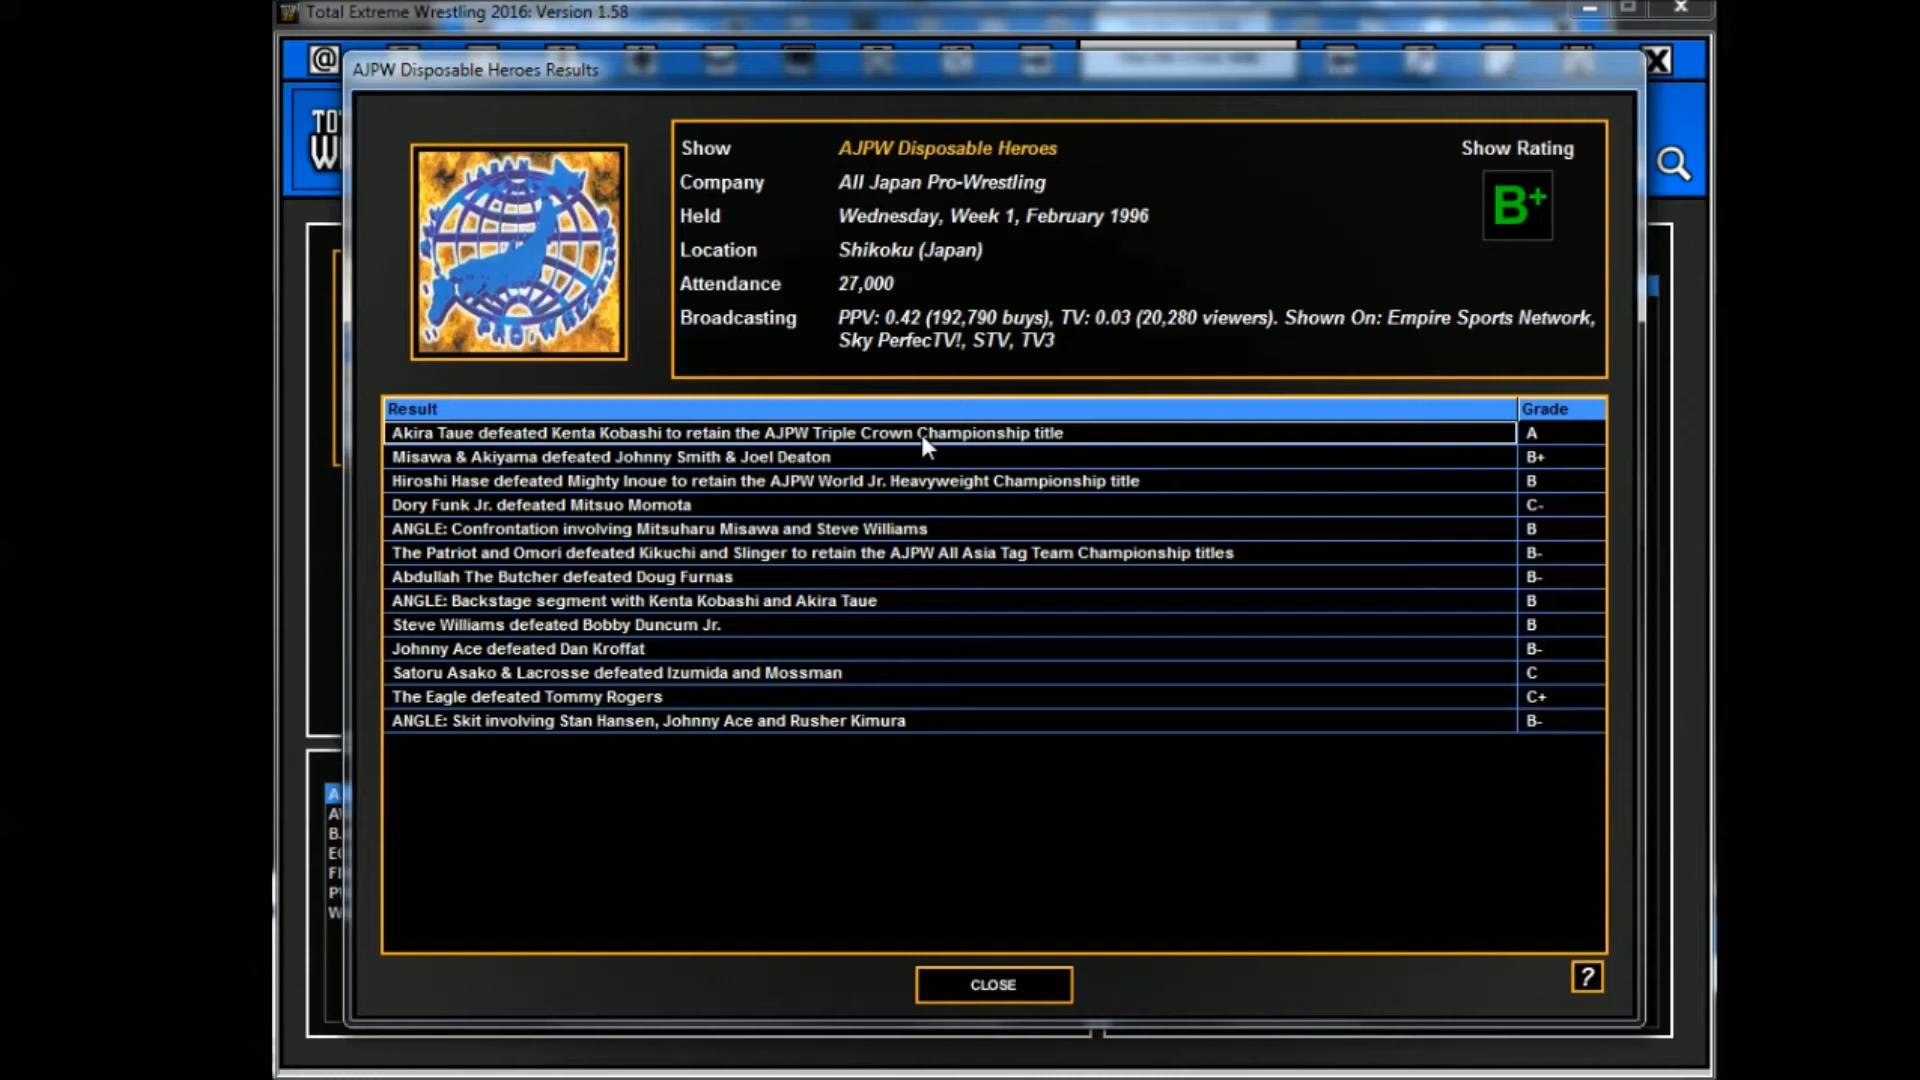 Total Extreme Wrestling 2016: Version 1.58
@
X
AJPW Disposable Heroes Results
Show AJPW Disposable Heroes Show Rating
Company All Japan Pro-Wrestling B+
Held Wednesday, Week 1, February 1996
Location Shikoku (Japan)
Attendance 27,000
Broadcasting PPV: 0.42 (192,790 buys), TV: 0.03 (20,280 viewers). Shown On: Empire Sports Network,
Sky PerfecTV!, STV, TV3
Result Grade
Akira Taue defeated Kenta Kobashi to retain the AJPW Triple Crown Championship title A
Misawa & Akiyama defeated Johnny Smith & Joel Deaton B+
Hiroshi Hase defeated Mighty Inoue to retain the AJPW World Jr. Heavyweight Championship title B
Dory Funk Jr. defeated Mitsuo Momota C-
ANGLE: Confrontation involving Mitsuharu Misawa and Steve Williams B
The Patriot and Omori defeated Kikuchi and Slinger to retain the AJPW All Asia Tag Team Championship titles B-
Abdullah The Butcher defeated Doug Furnas B-
ANGLE: Backstage segment with Kenta Kobashi and Akira Taue B
Steve Williams defeated Bobby Duncum Jr. B
Johnny Ace defeated Dan Kroffat B-
Satoru Asako & Lacrosse defeated Izumida and Mossman C
The Eagle defeated Tommy Rogers C+
ANGLE: Skit involving Stan Hansen, Johnny Ace and Rusher Kimura B-
CLOSE
?